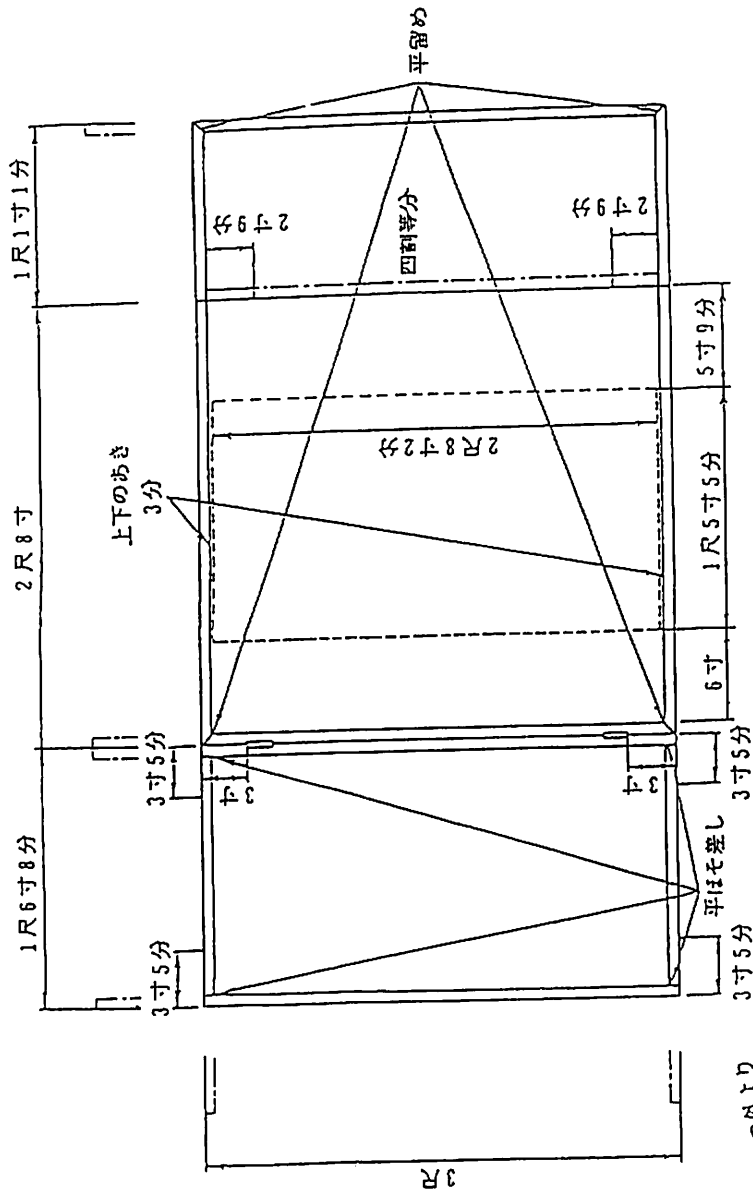 1尺6寸8分
2尺8寸
1尺1寸1分
3寸5分
3寸5分
3寸
3寸
上下のあき
3分
2寸9分
2寸9分
四割等分
平留め
2尺8寸2分
3尺
平ほぞ差し
3寸5分
3寸5分
6寸
1尺5寸5分
5寸9分